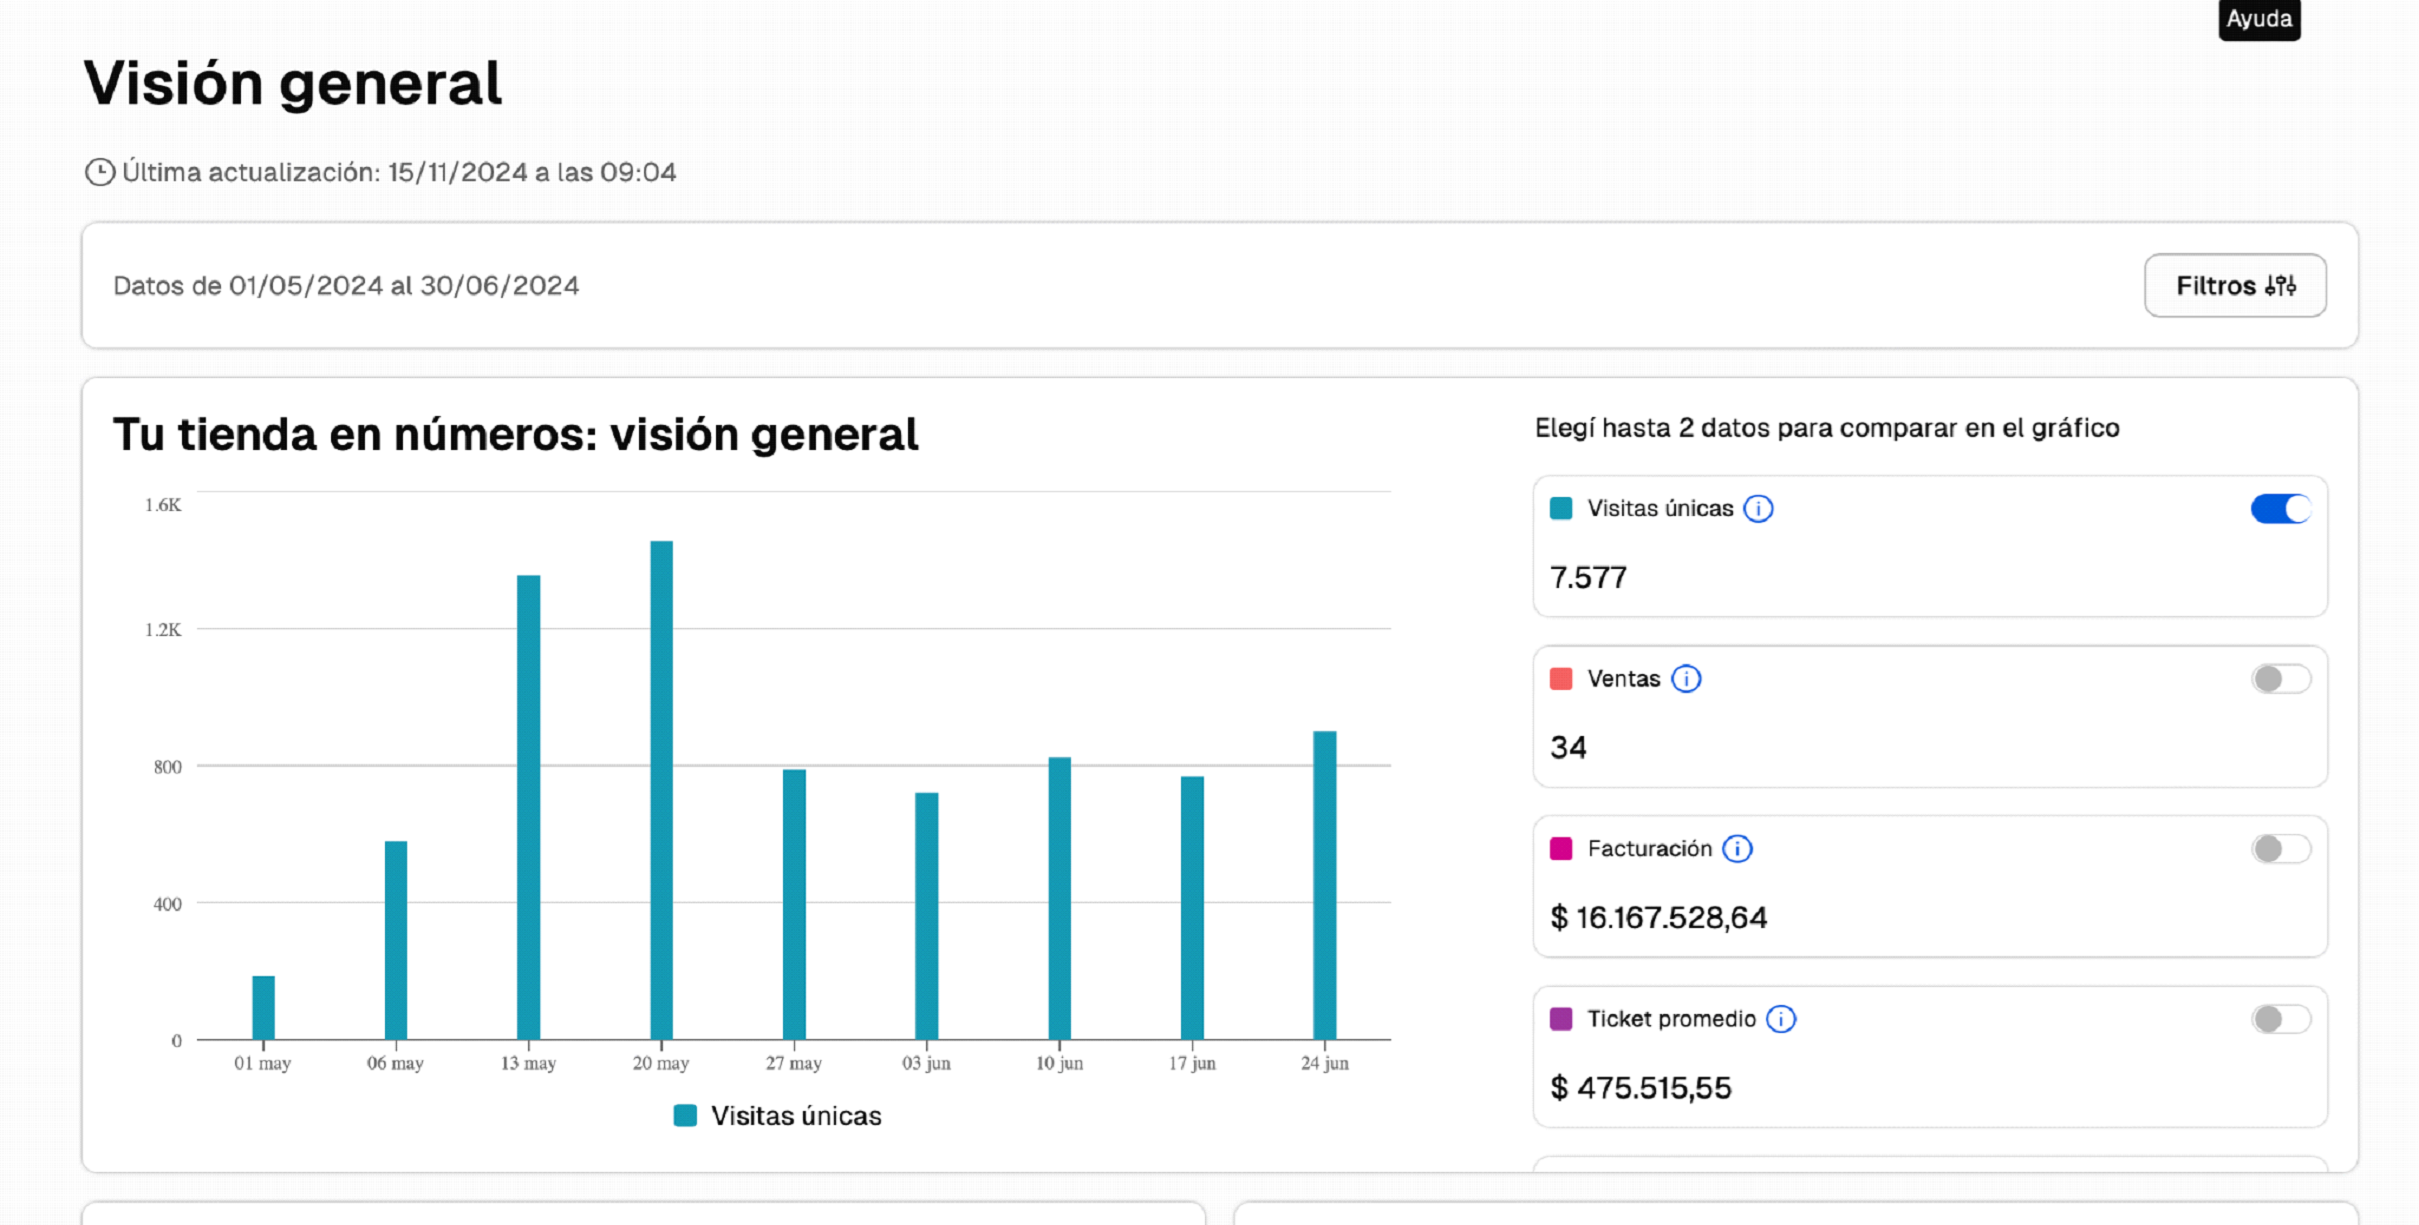 Ayuda
Visión general
Última actualización: 15/11/2024 a las 09:04
Datos de 01/05/2024 al 30/06/2024
Filtros
Tu tienda en números: visión general
1.6K
1.2K
800
400
0
01 may
06 may
13 may
20 may
27 may
03 jun
10 jun
17 jun
24 jun
Visitas únicas
Elegí hasta 2 datos para comparar en el gráfico
Visitas únicas
7.577
Ventas
34
Facturación
$ 16.167.528,64
Ticket promedio
$ 475.515,55